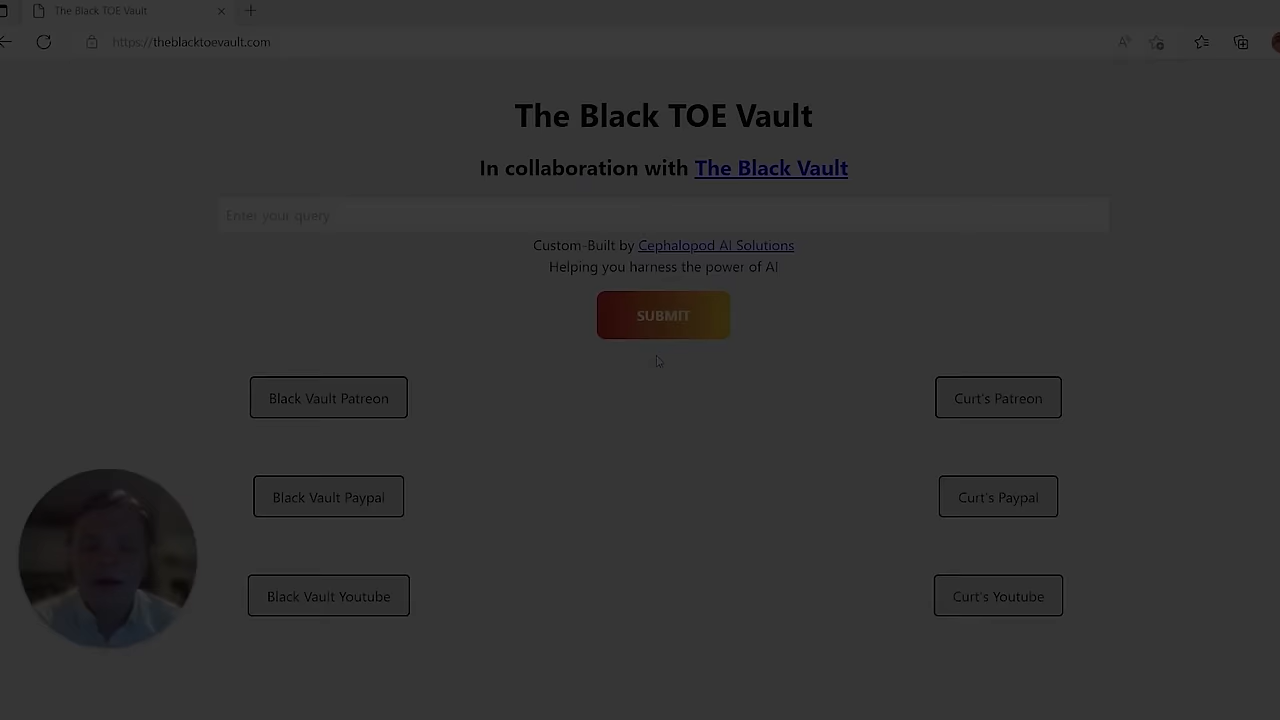 The Black TOE Vault
https://theblacktoevault.com
The Black TOE Vault
In collaboration with The Black Vault
Enter your query
Custom-Built by Cephalopod AI Solutions
Helping you harness the power of AI
SUBMIT
Black Vault Patreon
Curt's Patreon
Black Vault Paypal
Curt's Paypal
Black Vault Youtube
Curt's Youtube